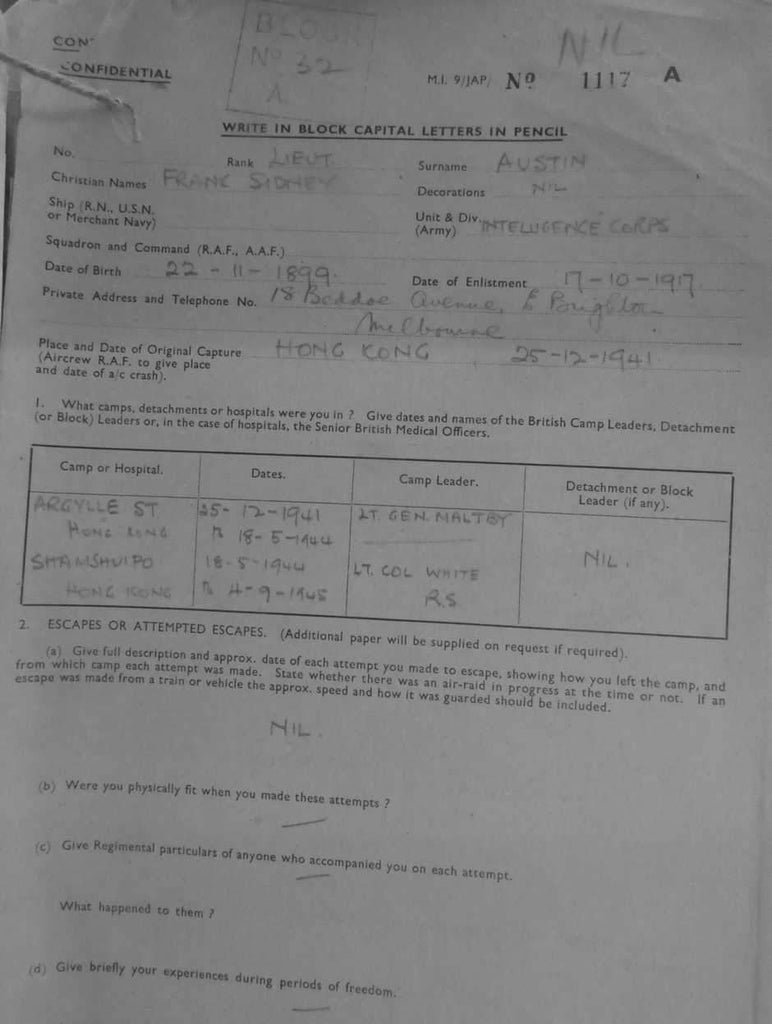 CON
CONFIDENTIAL
BLOCK
No 32
A
NIL
M.I. 9/JAP/ No 1117 A
WRITE IN BLOCK CAPITAL LETTERS IN PENCIL
No. Rank LIEUT. Surname AUSTIN
Christian Names FRANK SIDNEY Decorations NIL
Ship (R.N., U.S.N. or Merchant Navy) Unit & Div. (Army) INTELLIGENCE CORPS
Squadron and Command (R.A.F., A.A.F.)
Date of Birth 22-11-1899. Date of Enlistment 17-10-1917.
Private Address and Telephone No. 18 Beddoe Avenue, Brighton
Melbourne
Place and Date of Original Capture HONG KONG 25-12-1941.
(Aircrew R.A.F. to give place
and date of a/c crash).
1. What camps, detachments or hospitals were you in ? Give dates and names of the British Camp Leaders, Detachment
(or Block) Leaders or, in the case of hospitals, the Senior British Medical Officers.
Camp or Hospital. Dates. Camp Leader. Detachment or Block Leader (if any).
ARGYLLE ST 25-12-1941 LT. GEN. MALTBY
HONG KONG to 18-5-1944 NIL.
SHAMSHUIPO 18-5-1944 LT. COL WHITE
HONG KONG to 4-9-1945 R.S.
2. ESCAPES OR ATTEMPTED ESCAPES. (Additional paper will be supplied on request if required).
(a) Give full description and approx. date of each attempt you made to escape, showing how you left the camp, and
from which camp each attempt was made. State whether there was an air-raid in progress at the time or not. If an
escape was made from a train or vehicle the approx. speed and how it was guarded should be included.
NIL.
(b) Were you physically fit when you made these attempts ?
(c) Give Regimental particulars of anyone who accompanied you on each attempt.
What happened to them ?
(d) Give briefly your experiences during periods of freedom.